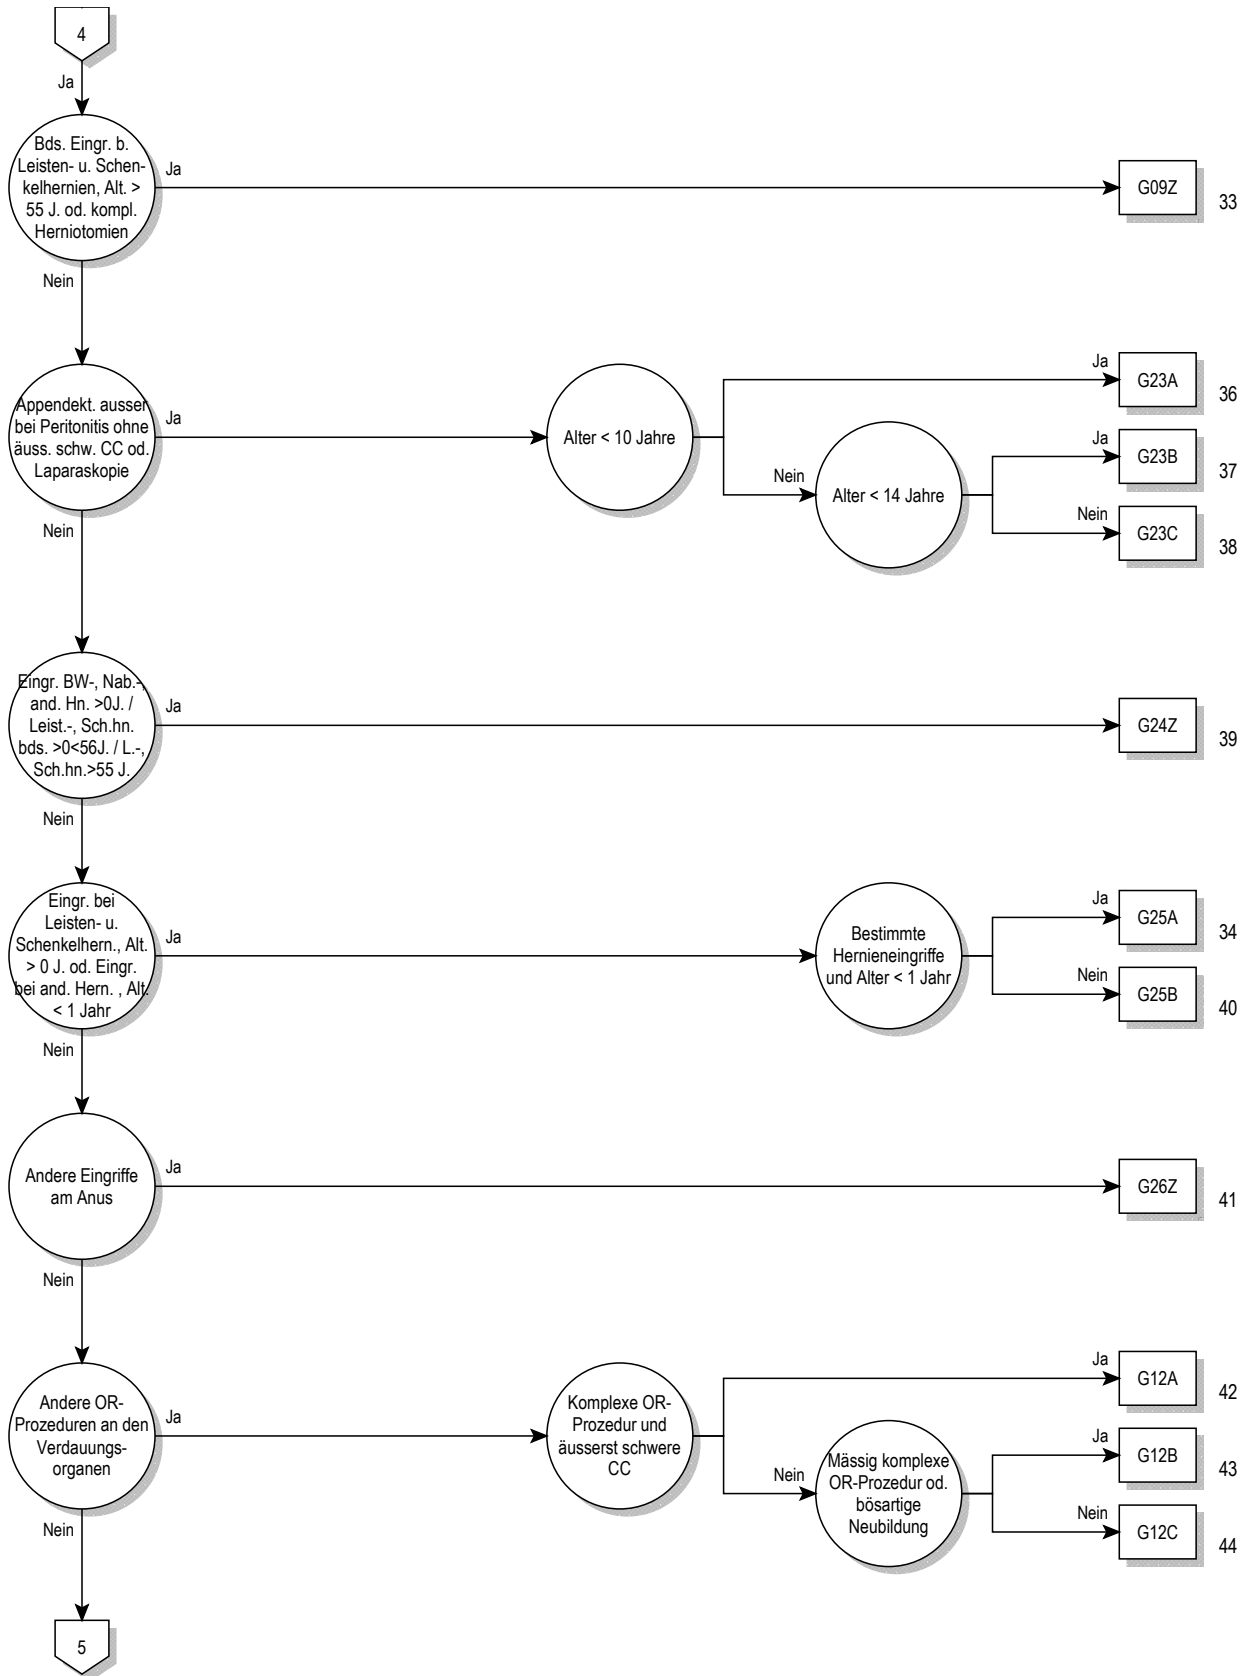 4
Ja
Bds. Eingr. b.
Leisten- u. Schen-
kelhernien, Alt. >
55 J. od. kompl.
Herniotomien
Ja
G09Z
33
Nein
Appendekt. ausser
bei Peritonitis ohne
äuss. schw. CC od.
Laparaskopie
Ja
Alter < 10 Jahre
Ja
G23A
36
Nein
Alter < 14 Jahre
Ja
G23B
37
Nein
G23C
38
Nein
Eingr. BW-, Nab.-,
and. Hn. >0J. /
Leist.-, Sch.hn.
bds. >0<56J. / L.-,
Sch.hn.>55 J.
Ja
G24Z
39
Nein
Eingr. bei
Leisten- u.
Schenkelhern., Alt.
> 0 J. od. Eingr.
bei and. Hern. , Alt.
< 1 Jahr
Ja
Bestimmte
Hernieneingriffe
und Alter < 1 Jahr
Ja
G25A
34
Nein
G25B
40
Nein
Andere Eingriffe
am Anus
Ja
G26Z
41
Nein
Andere OR-
Prozeduren an den
Verdauungs-
organen
Ja
Komplexe OR-
Prozedur und
äusserst schwere
CC
Ja
G12A
42
Nein
Mässig komplexe
OR-Prozedur od.
bösartige
Neubildung
Ja
G12B
43
Nein
G12C
44
Nein
5